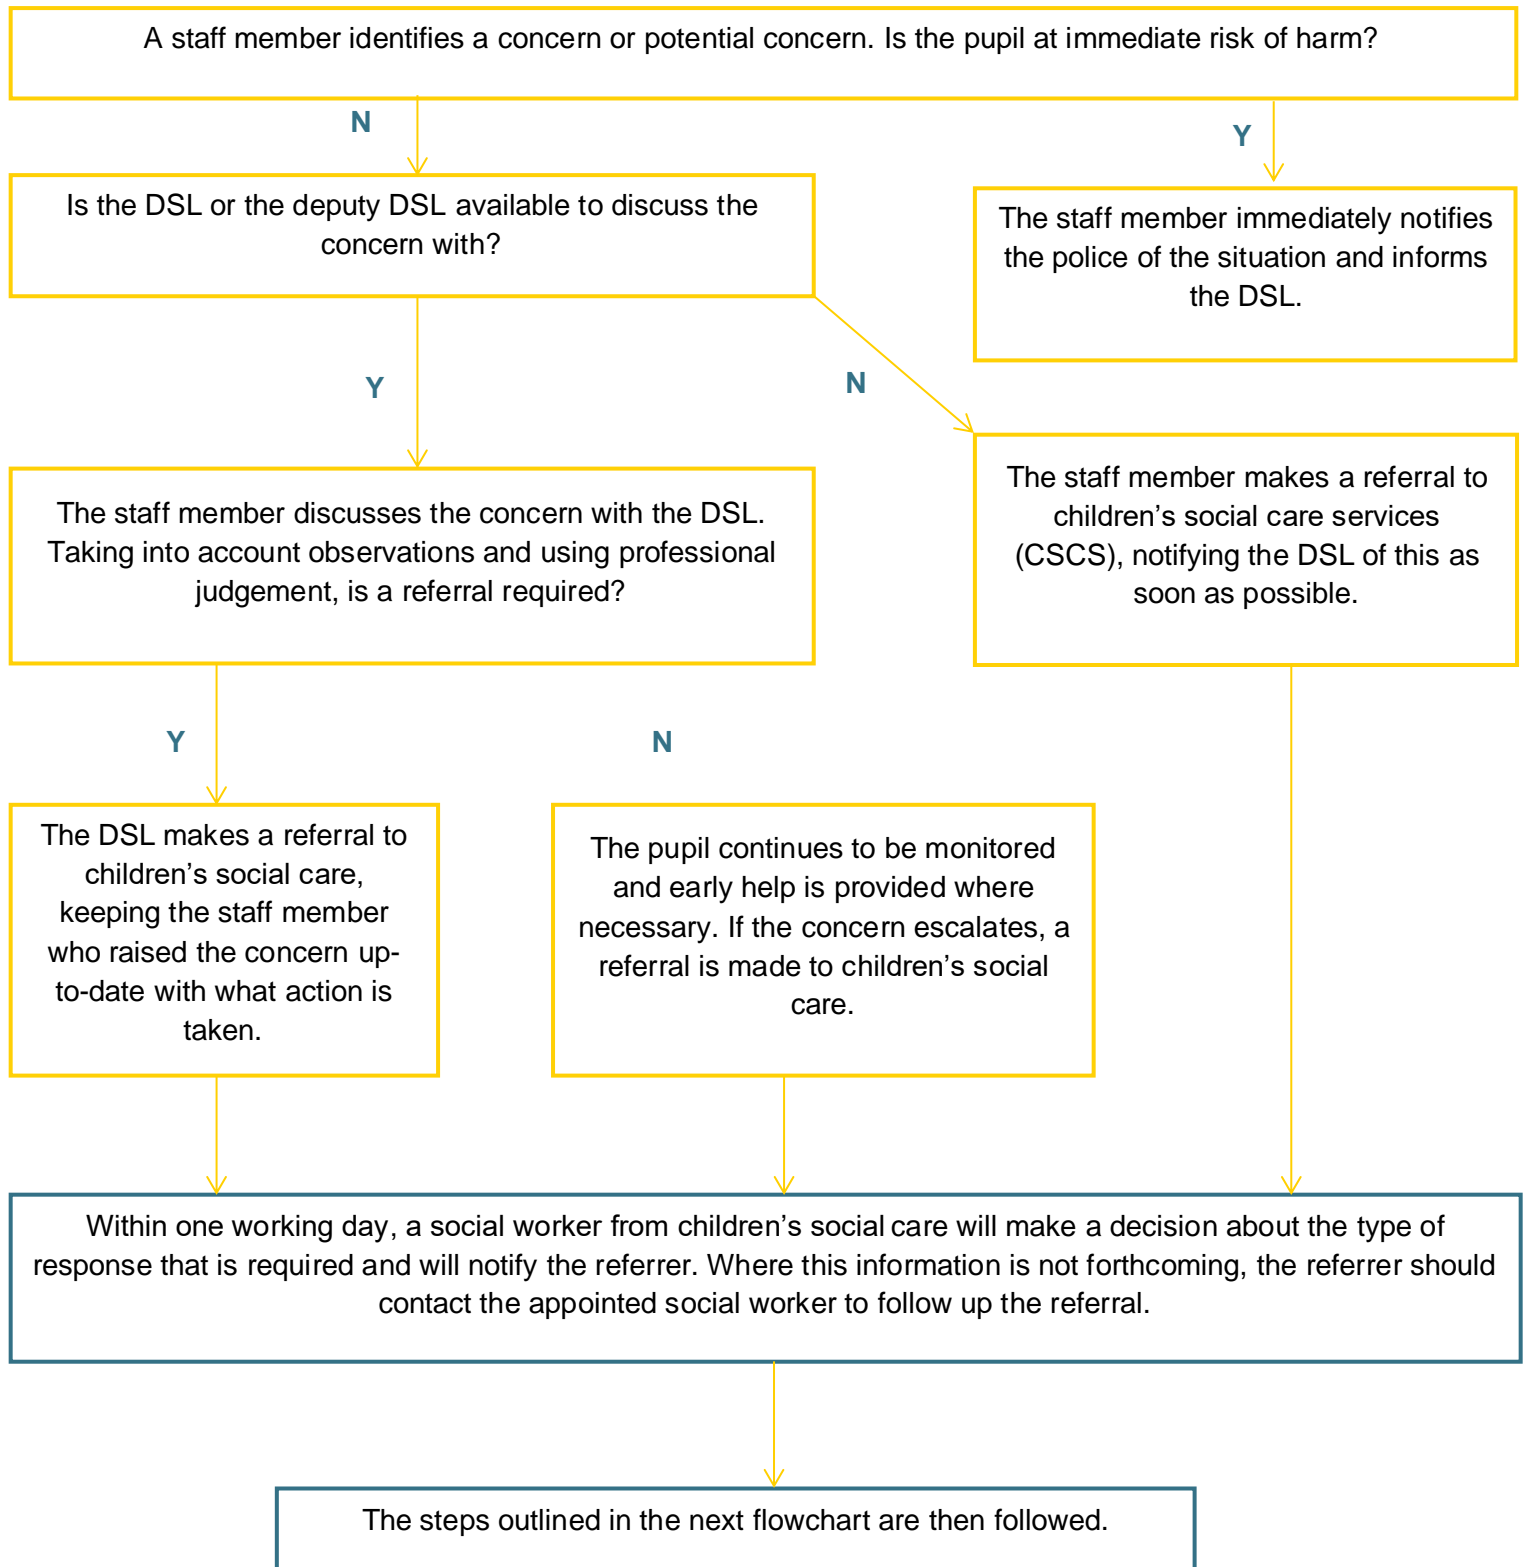 A staff member identifies a concern or potential concern. Is the pupil at immediate risk of harm?
N
Y
Is the DSL or the deputy DSL available to discuss the
concern with?
The staff member immediately notifies
the police of the situation and informs
the DSL.
Y
N
The staff member discusses the concern with the DSL.
Taking into account observations and using professional
judgement, is a referral required?
The staff member makes a referral to
children’s social care services
(CSCS), notifying the DSL of this as
soon as possible.
Y
N
The DSL makes a referral to
children’s social care,
keeping the staff member
who raised the concern up-
to-date with what action is
taken.
The pupil continues to be monitored
and early help is provided where
necessary. If the concern escalates, a
referral is made to children’s social
care.
Within one working day, a social worker from children’s social care will make a decision about the type of
response that is required and will notify the referrer. Where this information is not forthcoming, the referrer should
contact the appointed social worker to follow up the referral.
The steps outlined in the next flowchart are then followed.